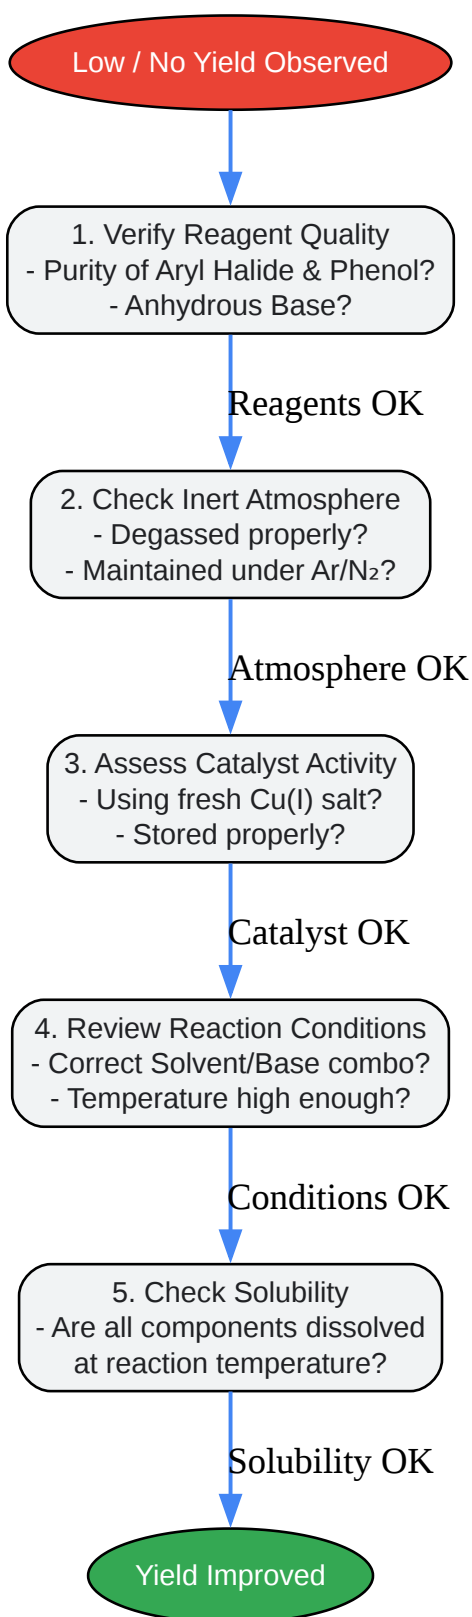 Low / No Yield Observed
1. Verify Reagent Quality
- Purity of Aryl Halide & Phenol?
- Anhydrous Base?
Reagents OK
2. Check Inert Atmosphere
- Degassed properly?
- Maintained under Ar/N₂?
Atmosphere OK
3. Assess Catalyst Activity
- Using fresh Cu(I) salt?
- Stored properly?
Catalyst OK
4. Review Reaction Conditions
- Correct Solvent/Base combo?
- Temperature high enough?
Conditions OK
5. Check Solubility
- Are all components dissolved
at reaction temperature?
Solubility OK
Yield Improved